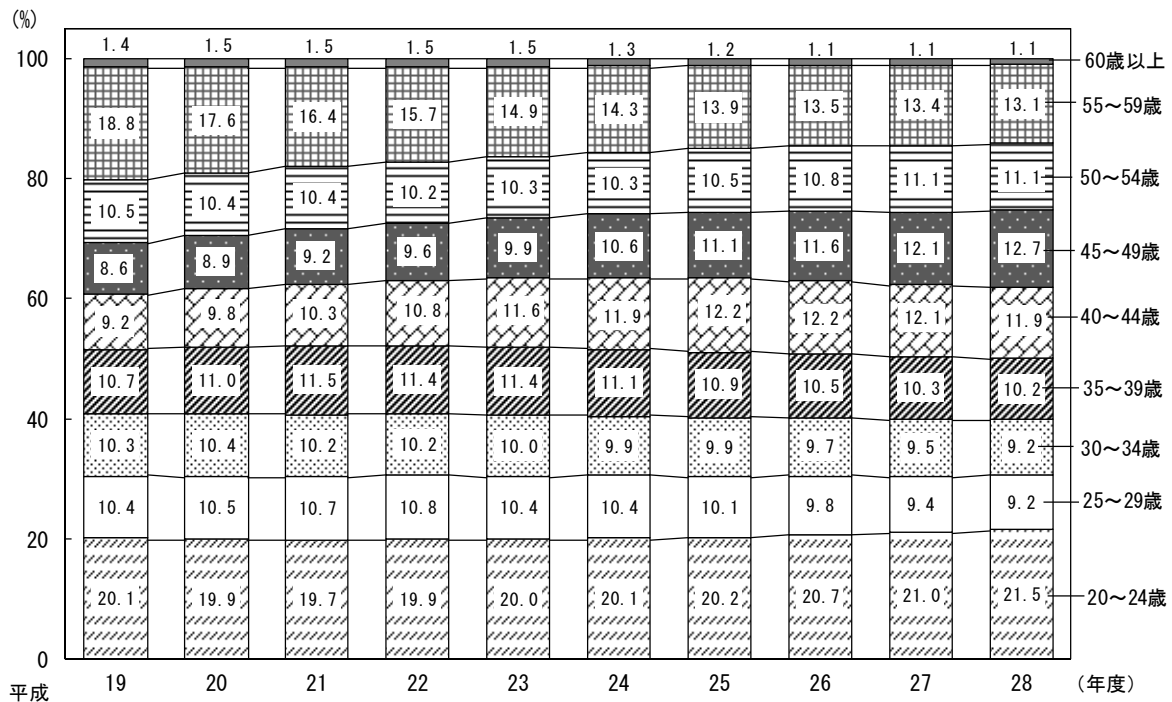 (%)
1.4 1.5 1.5 1.5 1.5 1.3 1.2 1.1 1.1 1.1
100 60歳以上
18.8 17.6 16.4 15.7 14.9 14.3 13.9 13.5 13.4 13.1 55～59歳
80
10.5 10.4 10.4 10.2 10.3 10.3 10.5 10.8 11.1 11.1 50～54歳
8.6 8.9 9.2 9.6 9.9 10.6 11.1 11.6 12.1 12.7 45～49歳
60
9.2 9.8 10.3 10.8 11.6 11.9 12.2 12.2 12.1 11.9 40～44歳
10.7 11.0 11.5 11.4 11.4 11.1 10.9 10.5 10.3 10.2 35～39歳
40
10.3 10.4 10.2 10.2 10.0 9.9 9.9 9.7 9.5 9.2 30～34歳
10.4 10.5 10.7 10.8 10.4 10.4 10.1 9.8 9.4 9.2 25～29歳
20
20.1 19.9 19.7 19.9 20.0 20.1 20.2 20.7 21.0 21.5 20～24歳
0
平成 19 20 21 22 23 24 25 26 27 28 (年度)